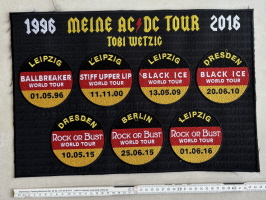 1996 MEINE AC⚡DC TOUR 2016
TOBI WETZIG
LEIPZIG
BALLBREAKER
WORLD TOUR
01.05.96
LEIPZIG
STIFF UPPER LIP
WORLD TOUR
11.11.00
LEIPZIG
BLACK ICE
WORLD TOUR
13.05.09
DRESDEN
BLACK ICE
WORLD TOUR
20.06.10
DRESDEN
ROCK OR BUST
WORLD TOUR
10.05.15
BERLIN
ROCK OR BUST
WORLD TOUR
25.06.15
LEIPZIG
ROCK OR BUST
WORLD TOUR
01.06.16